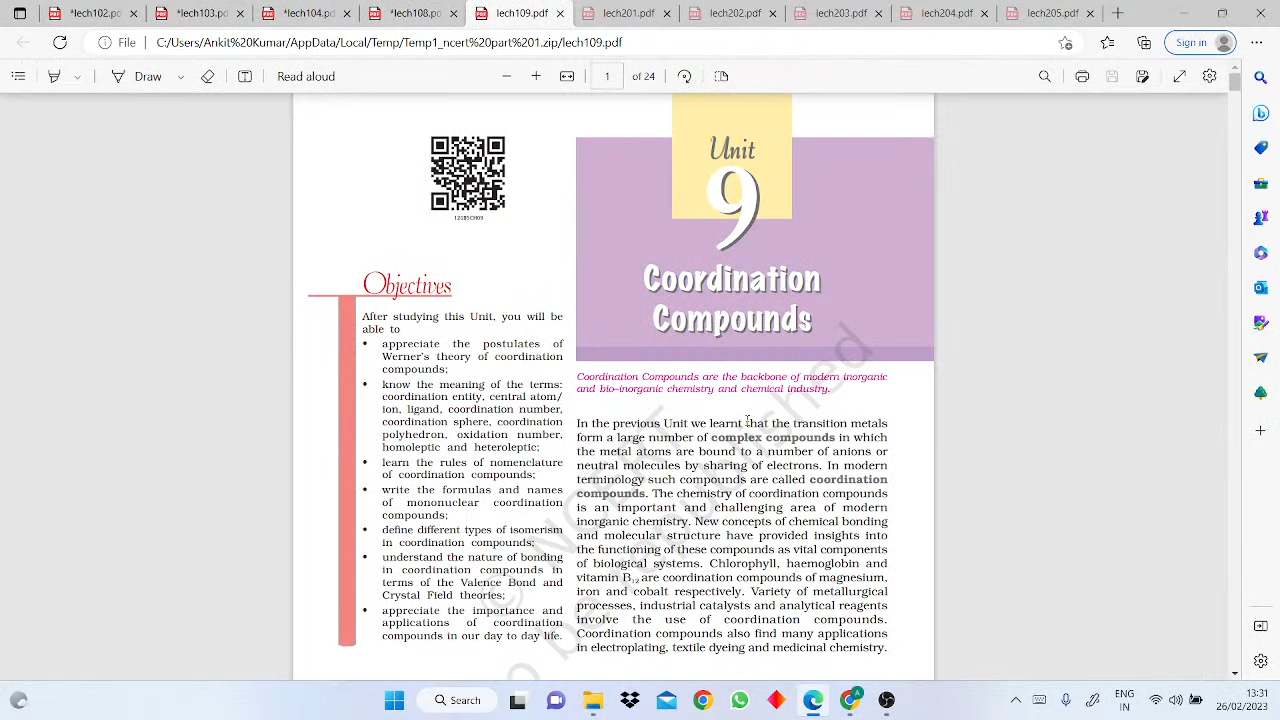 *lech102.pc
*lech103.pc
*lech104.pc
*lech108.pc
lech109.pdf
lech201.pdf
lech202.pdf
lech203.pdf
lech204.pdf
lech205.pdf
File C:/Users/Ankit%20Kumar/AppData/Local/Temp/Temp1_ncert%20part%9001.zip/lech109.pdf
Sign in
Draw
Read aloud
1 of 24
12085CH09
Unit
9
Coordination
Compounds
Objectives
After studying this Unit, you will be
able to
• appreciate the postulates of
Werner's theory of coordination
compounds;
• know the meaning of the terms:
coordination entity, central atom/
ion, ligand, coordination number,
coordination sphere, coordination
polyhedron, oxidation number,
homoleptic and heteroleptic;
• learn the rules of nomenclature
of coordination compounds;
• write the formulas and names
of mononuclear coordination
compounds;
• define different types of isomerism
in coordination compounds;
• understand the nature of bonding
in coordination compounds in
terms of the Valence Bond and
Crystal Field theories;
• appreciate the importance and
applications of coordination
compounds in our day to day life.
Coordination Compounds are the backbone of modern inorganic
and bio–inorganic chemistry and chemical industry.
In the previous Unit we learnt that the transition metals
form a large number of complex compounds in which
the metal atoms are bound to a number of anions or
neutral molecules by sharing of electrons. In modern
terminology such compounds are called coordination
compounds. The chemistry of coordination compounds
is an important and challenging area of modern
inorganic chemistry. New concepts of chemical bonding
and molecular structure have provided insights into
the functioning of these compounds as vital components
of biological systems. Chlorophyll, haemoglobin and
vitamin B12 are coordination compounds of magnesium,
iron and cobalt respectively. Variety of metallurgical
processes, industrial catalysts and analytical reagents
involve the use of coordination compounds.
Coordination compounds also find many applications
in electroplating, textile dyeing and medicinal chemistry.
© NCERT
o be republished
Search
ENG
IN
13:31
26/02/2023